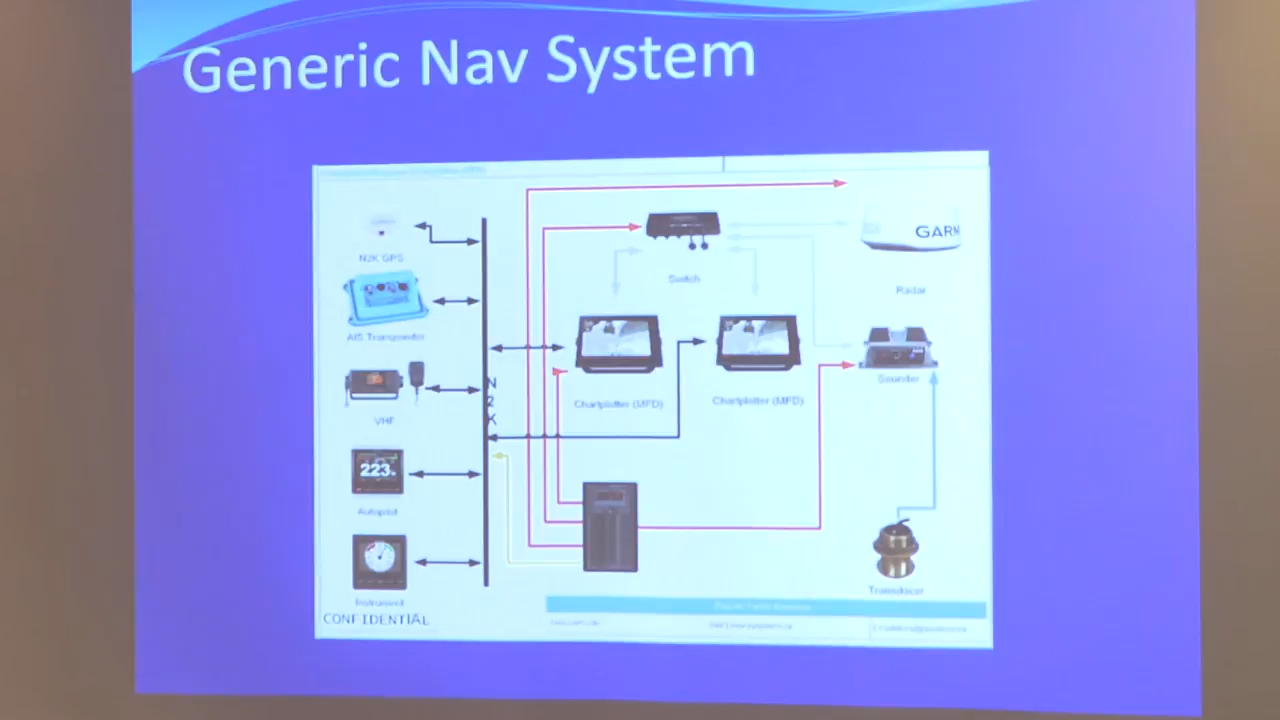 Generic Nav System
GARM
N2K GPS
Switch
Radar
AIS Transponder
N
2
K
Sounder
Chartplotter (MFD)
Chartplotter (MFD)
VHF
223
Autopilot
Transducer
Instrument
CONFIDENTIAL